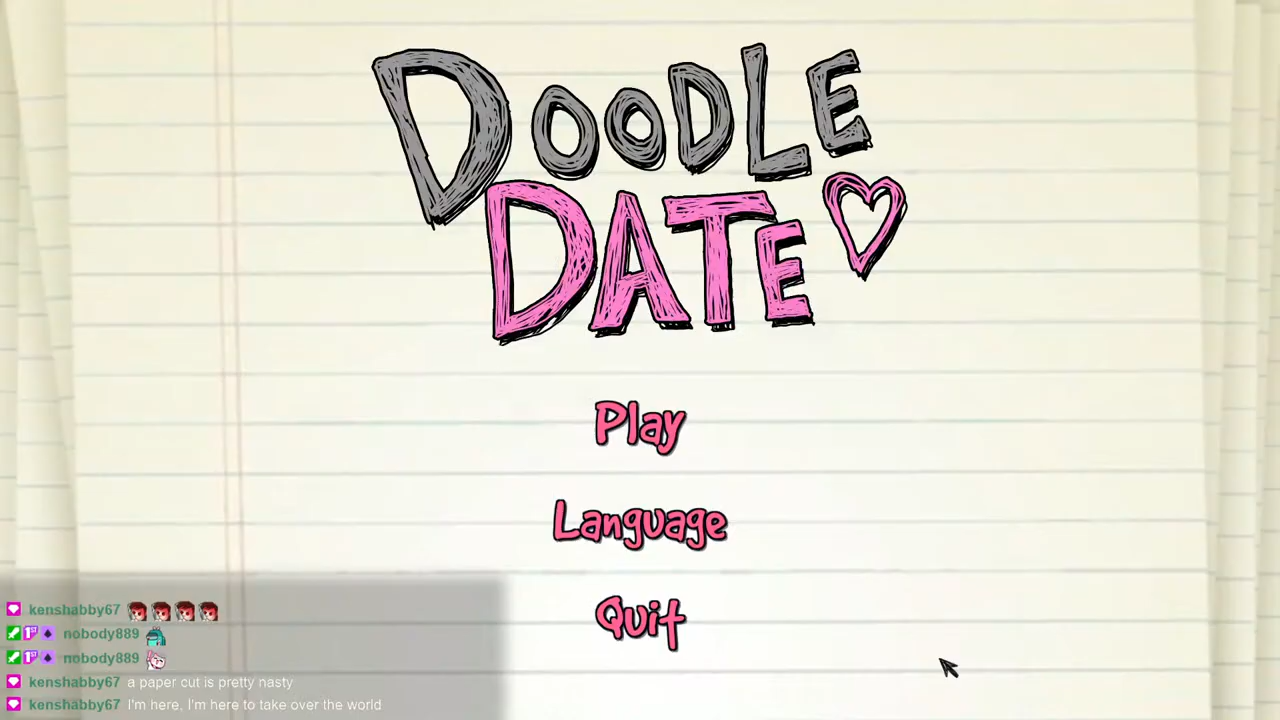 DOODLE
DATE
Play
Language
Quit
kenshabby67
nobody889
nobody889
kenshabby67 a paper cut is pretty nasty
kenshabby67 I'm here, I'm here to take over the world